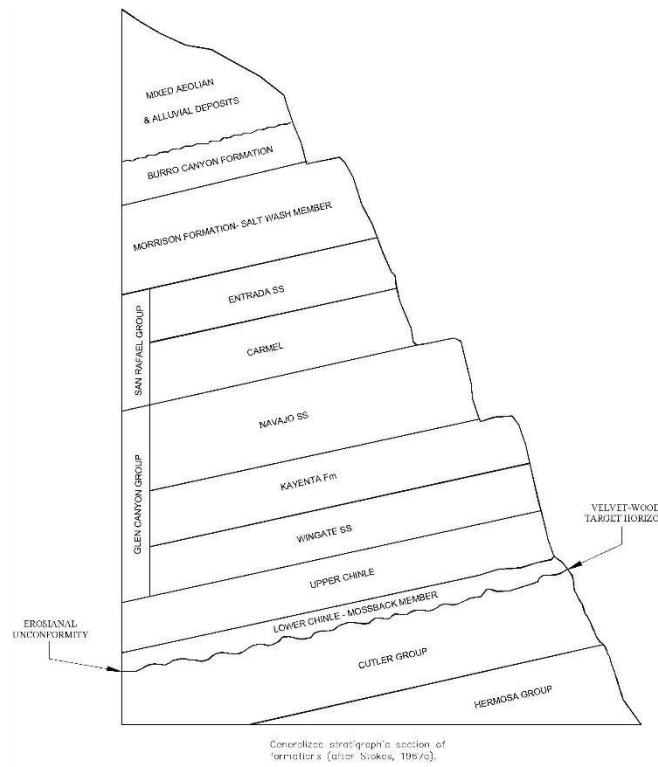 MIXED AEOLIAN
& ALLUVIAL DEPOSITS
BURRO CANYON FORMATION
MORRISON FORMATION- SALT WASH MEMBER
ENTRADA SS
SAN RAFAEL GROUP
CARMEL
NAVAJO SS
GLEN CANYON GROUP
KAYENTA Fm
VELVET-WOOD
TARGET HORIZO
WINGATE SS
UPPER CHINLE
LOWER CHINLE - MOSSBACK MEMBER
EROSIANAL
UNCONFORMITY
CUTLER GROUP
HERMOSA GROUP
Generalized stratigraphic section of
formations (after Stokes, 1967a).